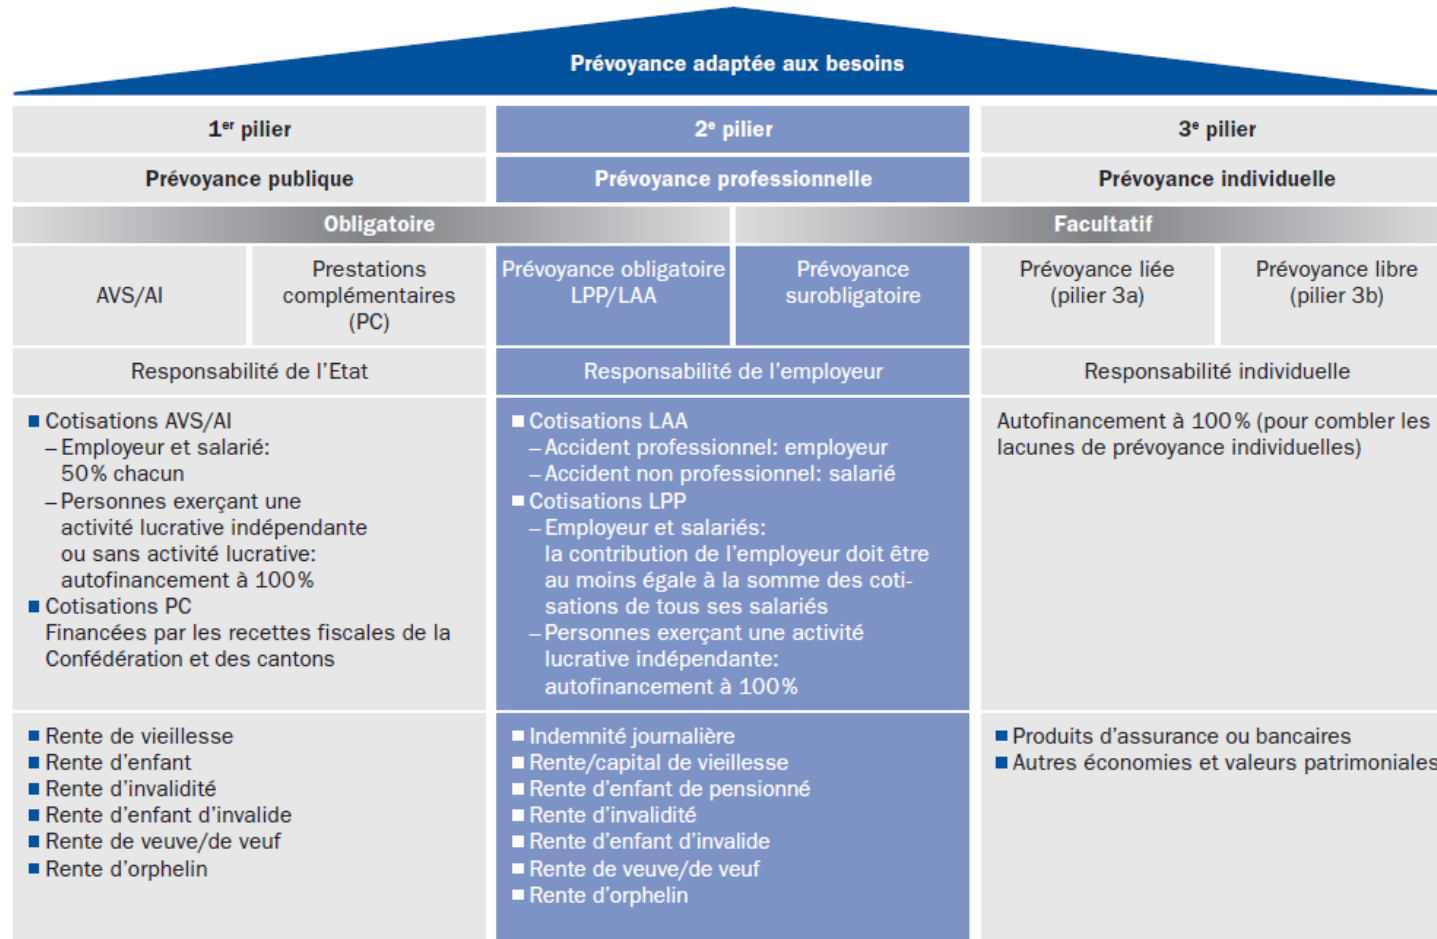 Prévoyance adaptée aux besoins
1er pilier
2e pilier
3e pilier
Prévoyance publique
Prévoyance professionnelle
Prévoyance individuelle
Obligatoire
Facultatif
AVS/AI
Prestations
complémentaires
(PC)
Prévoyance obligatoire
LPP/LAA
Prévoyance
surobligatoire
Prévoyance liée
(pilier 3a)
Prévoyance libre
(pilier 3b)
Responsabilité de l'Etat
Responsabilité de l'employeur
Responsabilité individuelle
■ Cotisations AVS/AI
– Employeur et salarié:
50% chacun
– Personnes exerçant une
activité lucrative indépendante
ou sans activité lucrative:
autofinancement à 100%
■ Cotisations PC
Financées par les recettes fiscales de la
Confédération et des cantons
■ Cotisations LAA
– Accident professionnel: employeur
– Accident non professionnel: salarié
■ Cotisations LPP
– Employeur et salariés:
la contribution de l'employeur doit être
au moins égale à la somme des coti-
sations de tous ses salariés
– Personnes exerçant une activité
lucrative indépendante:
autofinancement à 100%
Autofinancement à 100% (pour combler les
lacunes de prévoyance individuelles)
■ Rente de vieillesse
■ Rente d'enfant
■ Rente d'invalidité
■ Rente d'enfant d'invalide
■ Rente de veuve/de veuf
■ Rente d'orphelin
■ Indemnité journalière
■ Rente/capital de vieillesse
■ Rente d'enfant de pensionné
■ Rente d'invalidité
■ Rente d'enfant d'invalide
■ Rente de veuve/de veuf
■ Rente d'orphelin
■ Produits d'assurance ou bancaires
■ Autres économies et valeurs patrimoniales